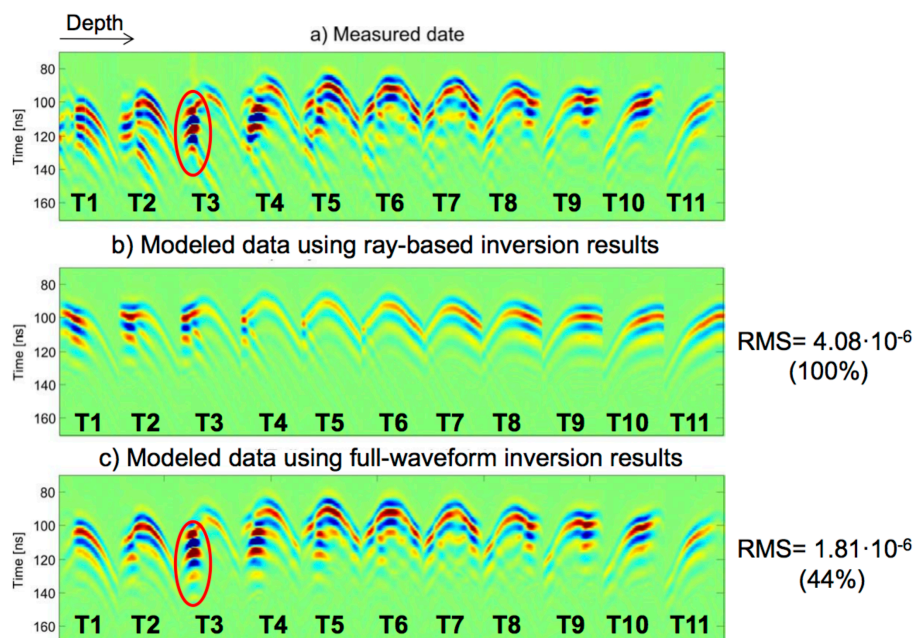 Depth
a) Measured date
Time [ns]
80
100
120
140
160
T1 T2 T3 T4 T5 T6 T7 T8 T9 T10 T11
b) Modeled data using ray-based inversion results
Time [ns]
80
100
120
140
160
T1 T2 T3 T4 T5 T6 T7 T8 T9 T10 T11
RMS= 4.08·10⁻⁶
(100%)
c) Modeled data using full-waveform inversion results
Time [ns]
80
100
120
140
160
T1 T2 T3 T4 T5 T6 T7 T8 T9 T10 T11
RMS= 1.81·10⁻⁶
(44%)